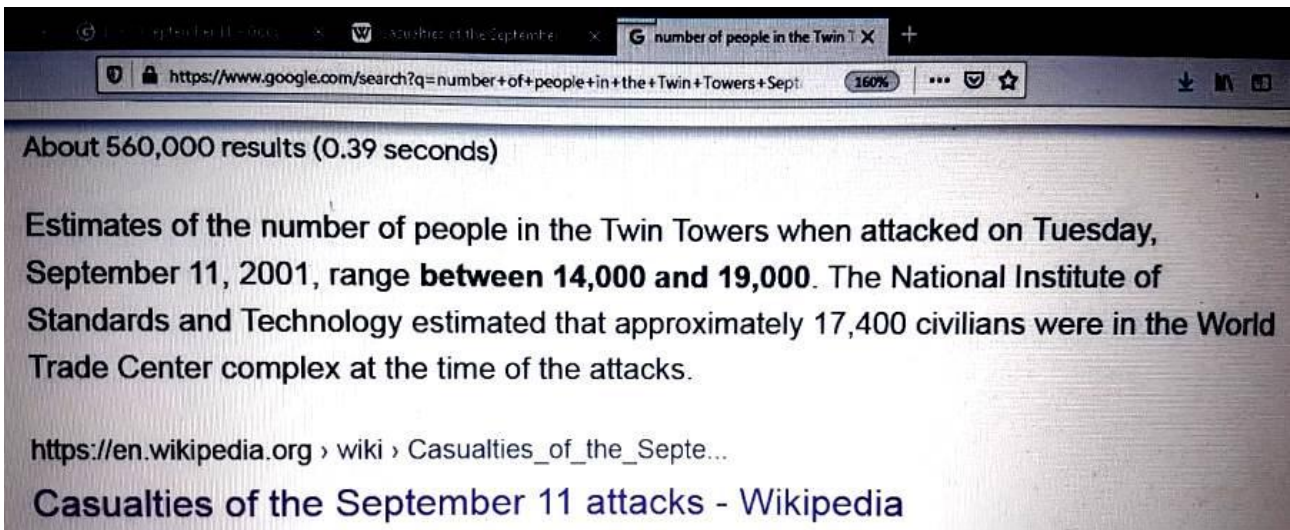 number of people in the Twin T
https://www.google.com/search?q=number+of+people+in+the+Twin+Towers+Sept
160%
About 560,000 results (0.39 seconds)
Estimates of the number of people in the Twin Towers when attacked on Tuesday,
September 11, 2001, range between 14,000 and 19,000. The National Institute of
Standards and Technology estimated that approximately 17,400 civilians were in the World
Trade Center complex at the time of the attacks.
https://en.wikipedia.org › wiki › Casualties_of_the_Septe...
Casualties of the September 11 attacks - Wikipedia